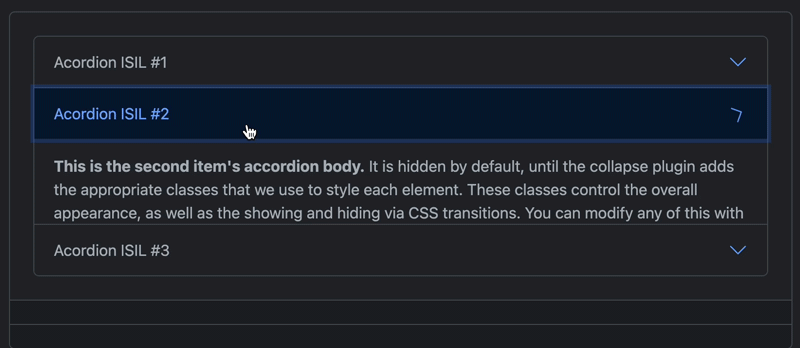 Acordion ISIL #1
Acordion ISIL #2
This is the second item's accordion body. It is hidden by default, until the collapse plugin adds
the appropriate classes that we use to style each element. These classes control the overall
appearance, as well as the showing and hiding via CSS transitions. You can modify any of this with
Acordion ISIL #3